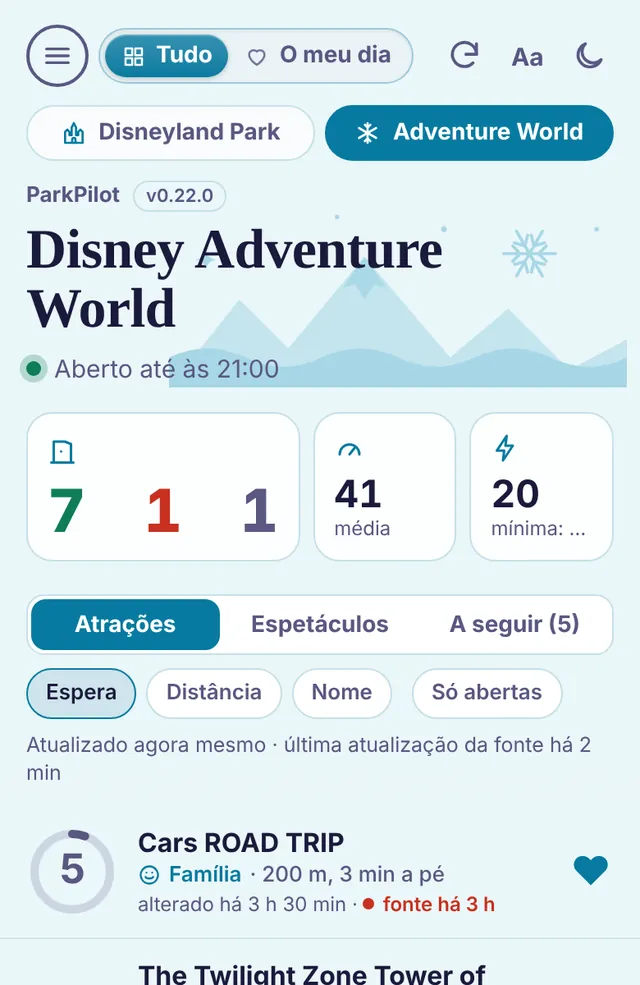 Tudo O meu dia Aa
Disneyland Park Adventure World
ParkPilot v0.22.0
Disney Adventure
World
Aberto até às 21:00
7 1 1
41
média
20
mínima: ...
Atrações Espetáculos A seguir (5)
Espera Distância Nome Só abertas
Atualizado agora mesmo · última atualização da fonte há 2
min
5
Cars ROAD TRIP
Família · 200 m, 3 min a pé
alterado há 3 h 30 min · fonte há 3 h
The Twilight Zone Tower of